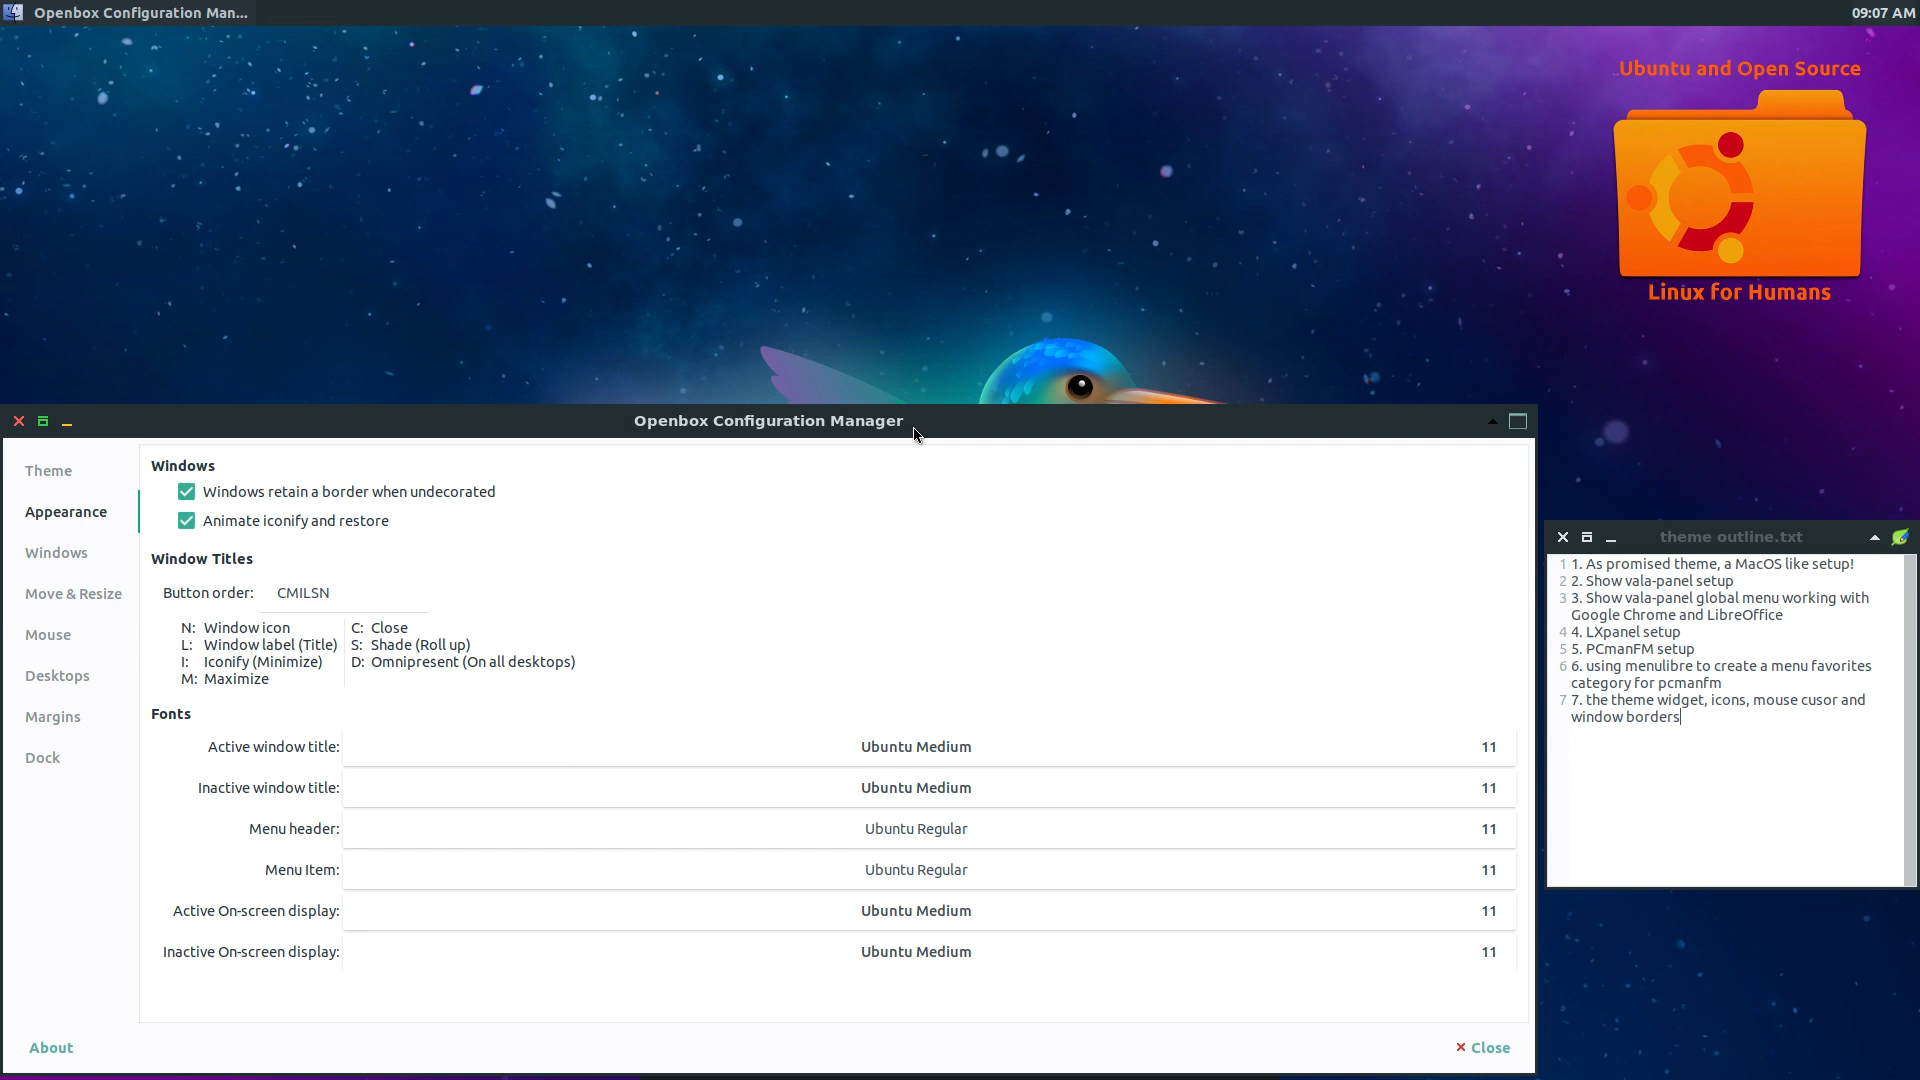 Openbox Configuration Man...
09:07 AM
Ubuntu and Open Source
Linux for Humans
Openbox Configuration Manager
Theme
Appearance
Windows
Move & Resize
Mouse
Desktops
Margins
Dock
Windows
Windows retain a border when undecorated
Animate iconify and restore
Window Titles
Button order: CMILSN
N: Window icon C: Close
L: Window label (Title) S: Shade (Roll up)
I: Iconify (Minimize) D: Omnipresent (On all desktops)
M: Maximize
Fonts
Active window title: Ubuntu Medium 11
Inactive window title: Ubuntu Medium 11
Menu header: Ubuntu Regular 11
Menu Item: Ubuntu Regular 11
Active On-screen display: Ubuntu Medium 11
Inactive On-screen display: Ubuntu Medium 11
About
Close
theme outline.txt
1 1. As promised theme, a MacOS like setup!
2 2. Show vala-panel setup
3 3. Show vala-panel global menu working with
Google Chrome and LibreOffice
4 4. LXpanel setup
5 5. PCmanFM setup
6 6. using menulibre to create a menu favorites
category for pcmanfm
7 7. the theme widget, icons, mouse cusor and
window borders